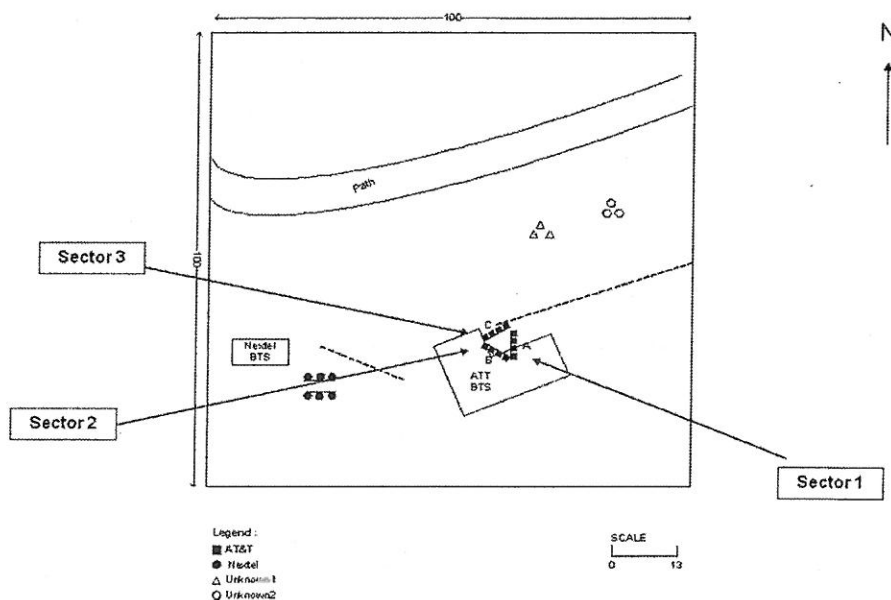 100
N
Path
100
Sector 3
C
A
B
Nextel
BTS
ATT
BTS
Sector 2
Sector 1
Legend :
AT&T
Nextel
Unknown1
Unknown2
SCALE
0 13